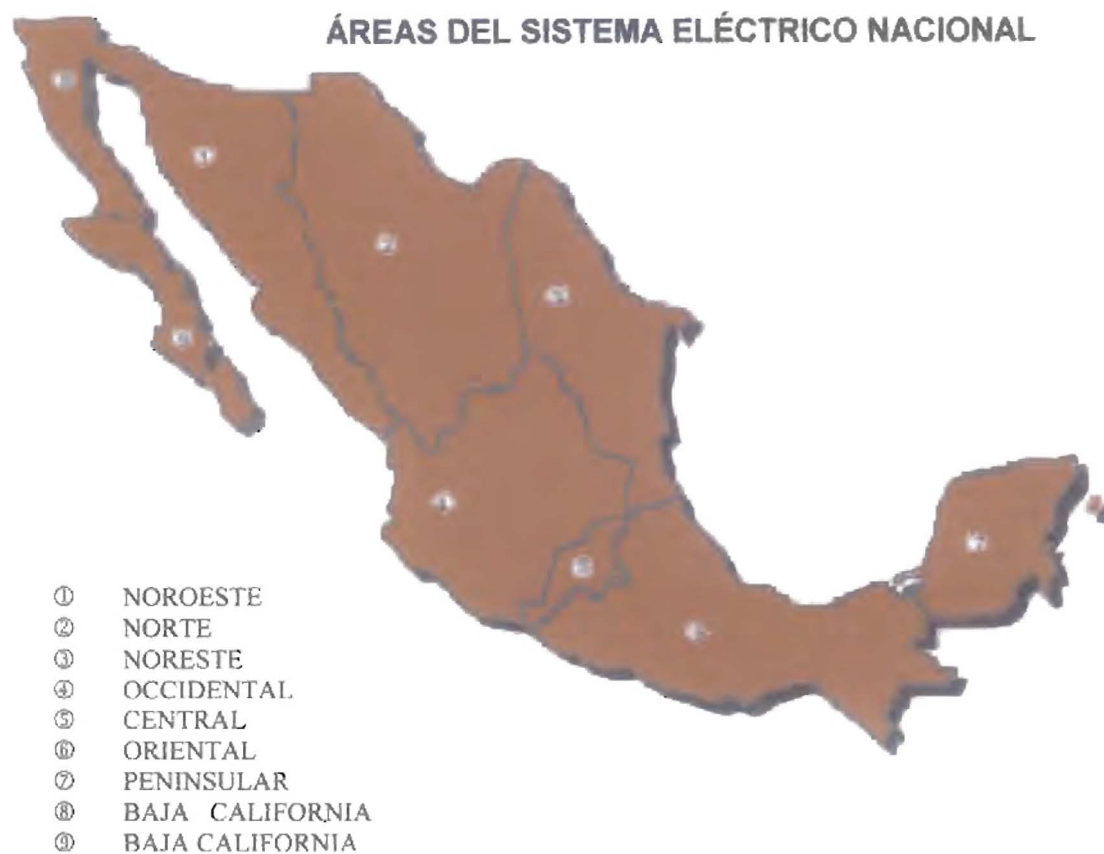 ÁREAS DEL SISTEMA ELÉCTRICO NACIONAL
① NOROESTE
② NORTE
③ NORESTE
④ OCCIDENTAL
⑤ CENTRAL
⑥ ORIENTAL
⑦ PENINSULAR
⑧ BAJA CALIFORNIA
⑨ BAJA CALIFORNIA